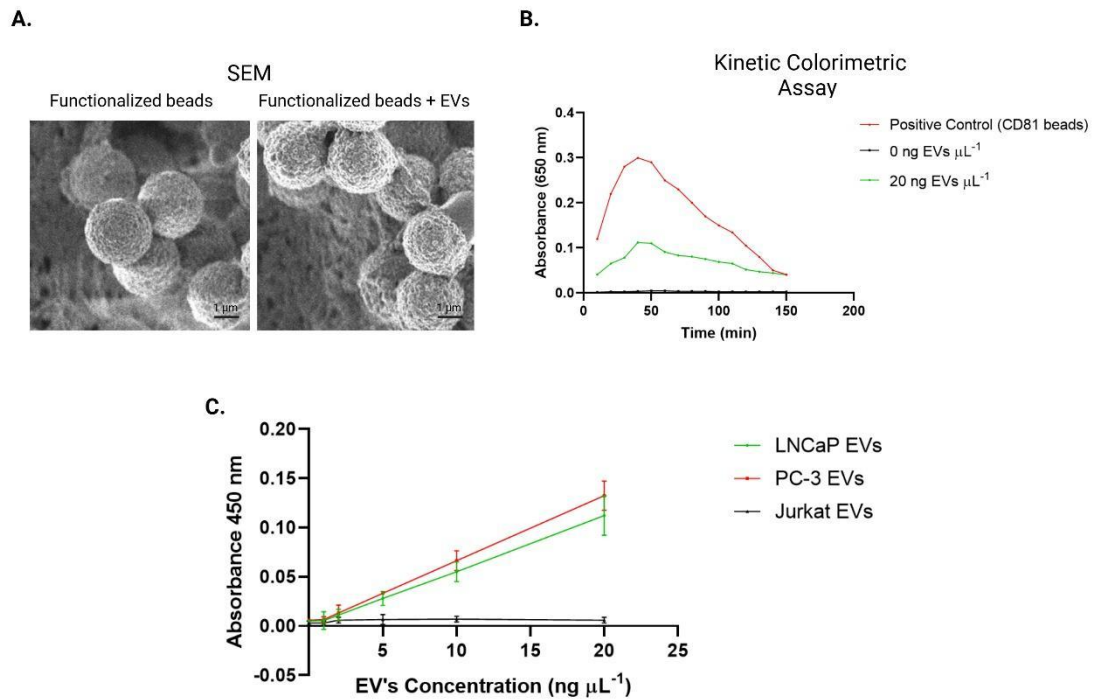 A.
SEM
Functionalized beads
Functionalized beads + EVs
1 µm
1 µm
B.
Kinetic Colorimetric
Assay
Absorbance (650 nm)
0.4
0.3
0.2
0.1
0.0
0
50
100
150
200
Time (min)
Positive Control (CD81 beads)
0 ng EVs µL⁻¹
20 ng EVs µL⁻¹
C.
Absorbance 450 nm
0.20
0.15
0.10
0.05
0.00
-0.05
5
10
15
20
25
EV's Concentration (ng µL⁻¹)
LNCaP EVs
PC-3 EVs
Jurkat EVs